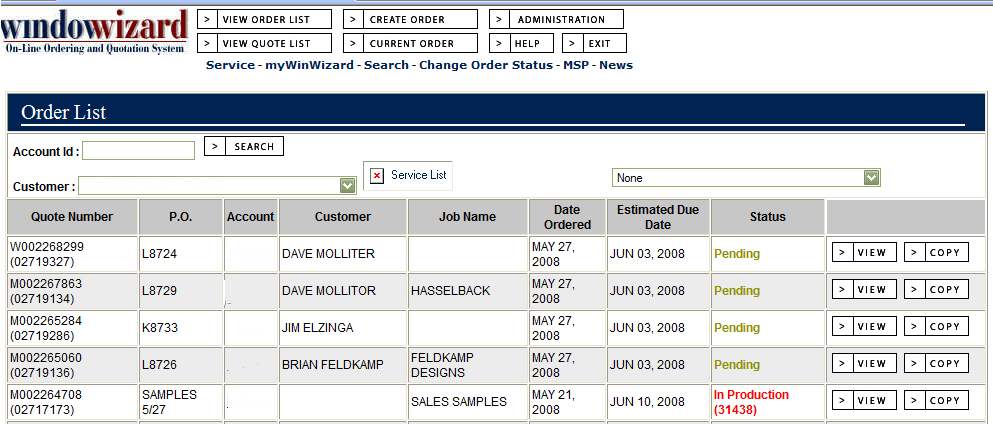 windowizard
On-Line Ordering and Quotation System
> VIEW ORDER LIST > CREATE ORDER > ADMINISTRATION
> VIEW QUOTE LIST > CURRENT ORDER > HELP > EXIT
Service - myWinWizard - Search - Change Order Status - MSP - News
Order List
Account Id : > SEARCH
Customer : Service List None
Quote Number P.O. Account Customer Job Name Date Ordered Estimated Due Date Status
W002268299 (02719327) L8724 DAVE MOLLITER MAY 27, 2008 JUN 03, 2008 Pending > VIEW > COPY
M002267863 (02719134) L8729 DAVE MOLLITOR HASSELBACK MAY 27, 2008 JUN 03, 2008 Pending > VIEW > COPY
M002265284 (02719286) K8733 JIM ELZINGA MAY 27, 2008 JUN 03, 2008 Pending > VIEW > COPY
M002265060 (02719136) L8726 BRIAN FELDKAMP FELDKAMP DESIGNS MAY 27, 2008 JUN 03, 2008 Pending > VIEW > COPY
M002264708 (02717173) SAMPLES 5/27 SALES SAMPLES MAY 21, 2008 JUN 10, 2008 In Production (31438) > VIEW > COPY